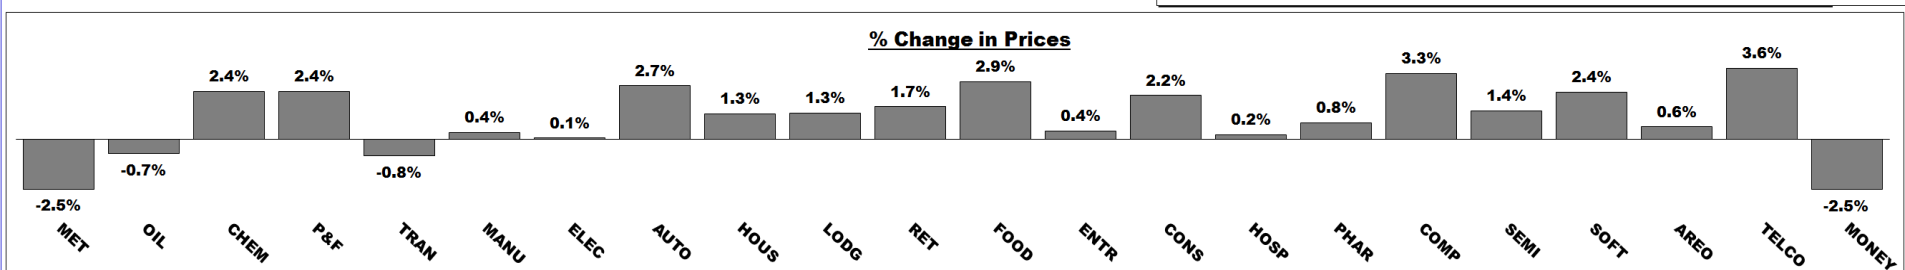 % Change in Prices
-2.5%
-0.7%
2.4%
2.4%
-0.8%
0.4%
0.1%
2.7%
1.3%
1.3%
1.7%
2.9%
0.4%
2.2%
0.2%
0.8%
3.3%
1.4%
2.4%
0.6%
3.6%
-2.5%
MET
OIL
CHEM
P&F
TRAN
MANU
ELEC
AUTO
HOUS
LODG
RET
FOOD
ENTR
CONS
HOSP
PHAR
COMP
SEMI
SOFT
AREO
TELCO
MONEY